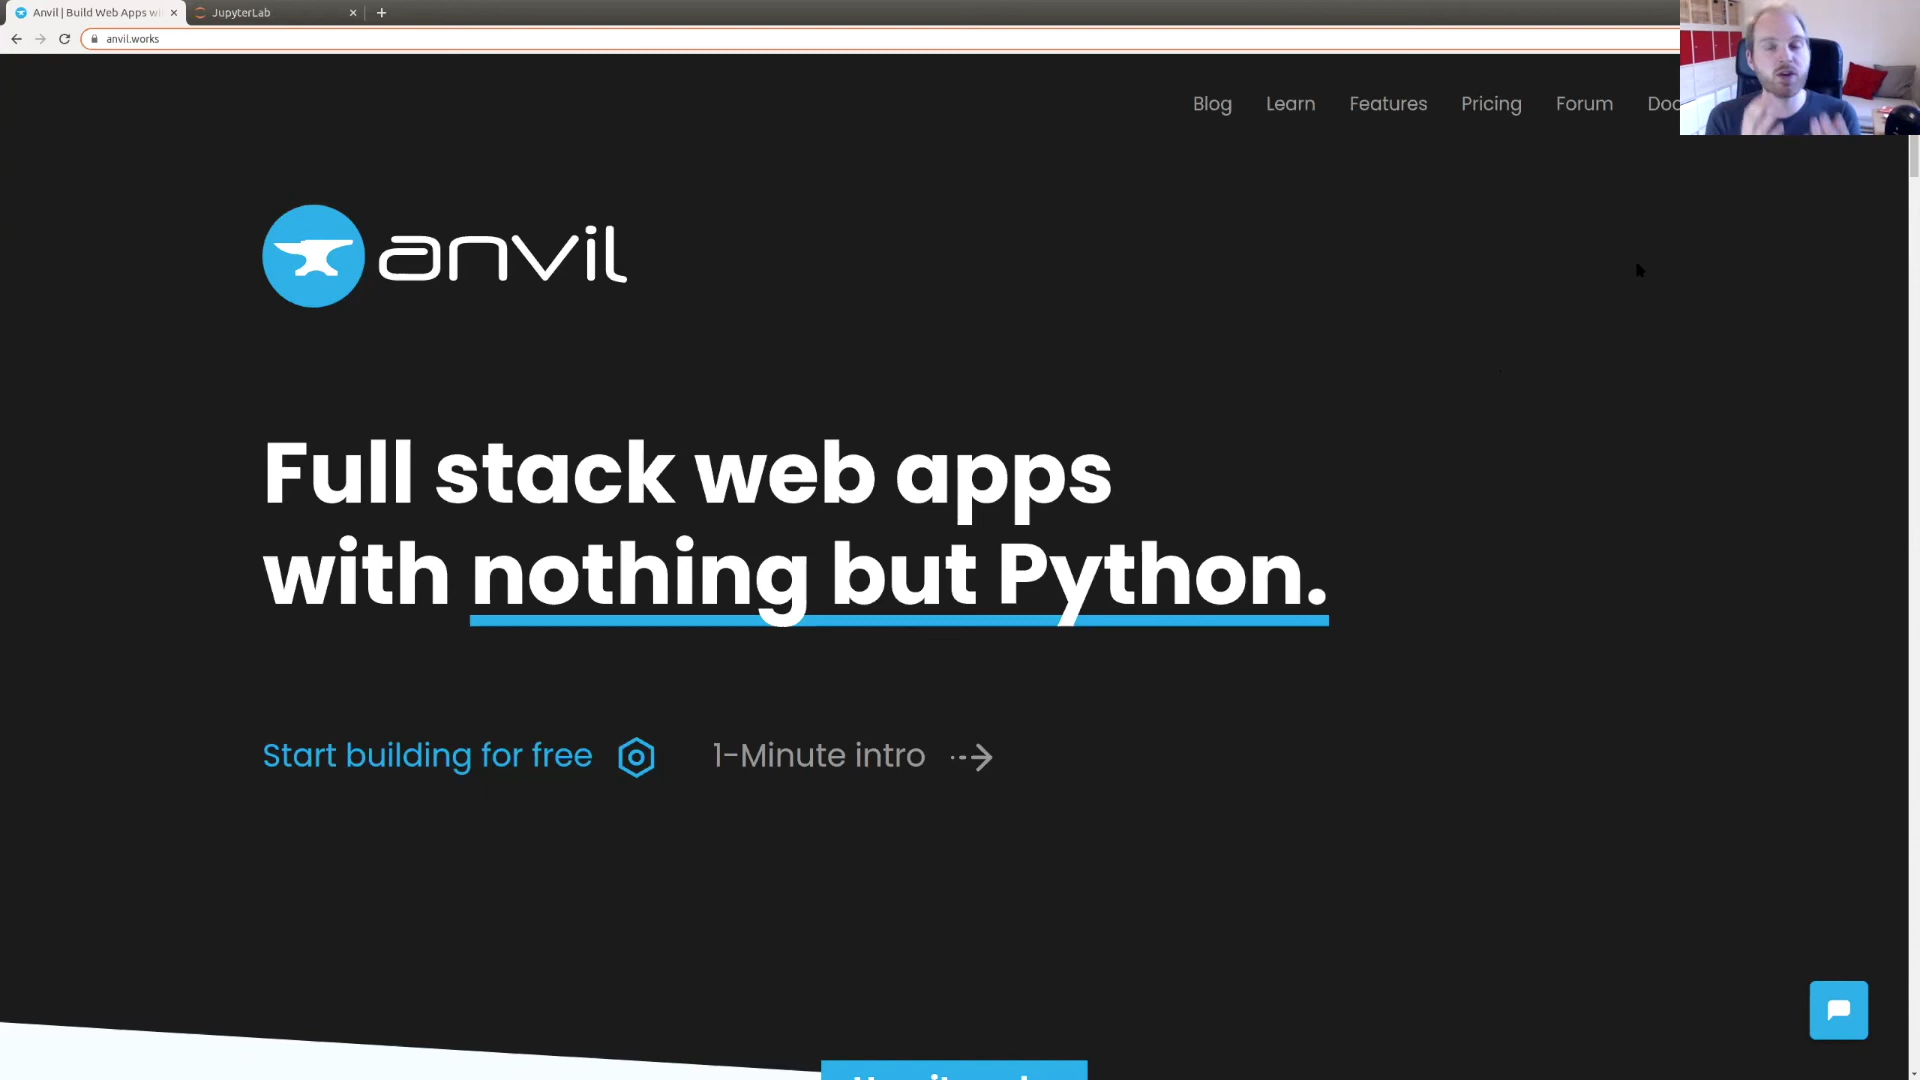 Anvil | Build Web Apps wi
JupyterLab
anvil.works
Blog Learn Features Pricing Forum Doc
anvil
Full stack web apps
with nothing but Python.
Start building for free
1-Minute intro